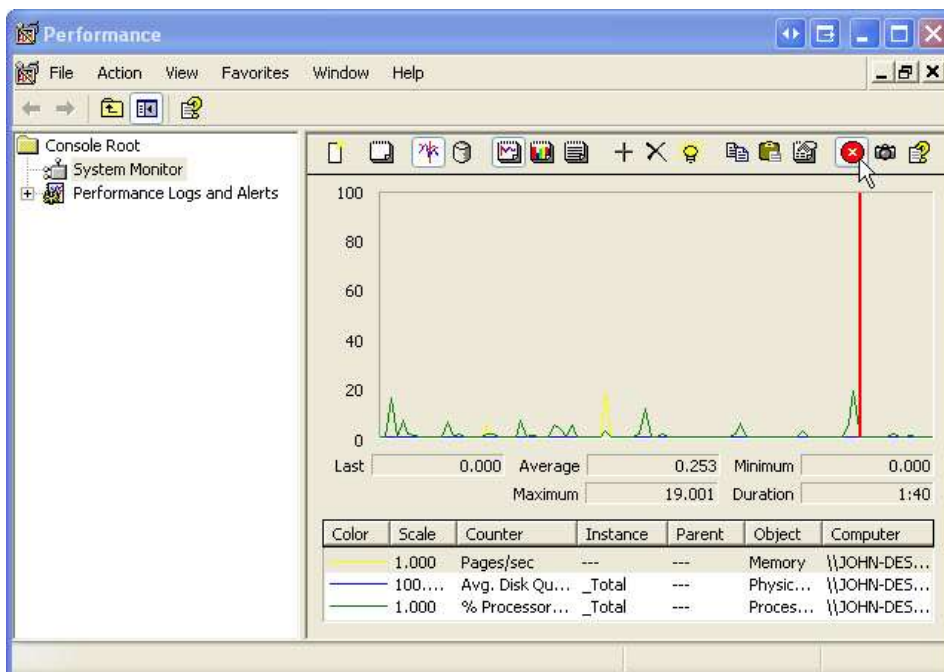 Performance
File Action View Favorites Window Help
Console Root
System Monitor
Performance Logs and Alerts
100
80
60
40
20
0
Last 0.000 Average 0.253 Minimum 0.000
Maximum 19.001 Duration 1:40
Color Scale Counter Instance Parent Object Computer
1.000 Pages/sec --- --- Memory \\JOHN-DES...
100.... Avg. Disk Qu... _Total --- Physic... \\JOHN-DES...
1.000 % Processor... _Total --- Proces... \\JOHN-DES...